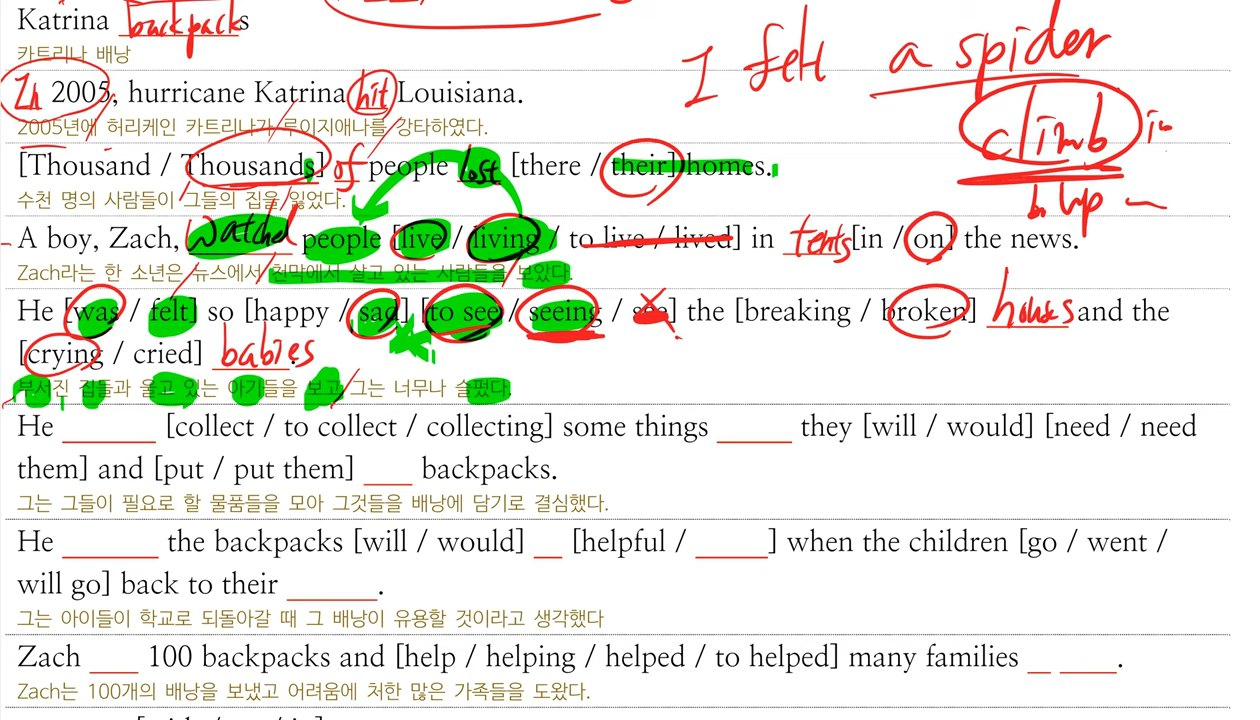 Katrina backpacks
카트리나 배낭
I felt a spider
climb
In 2005, hurricane Katrina hit Louisiana.
2005년에 허리케인 카트리나가 루이지애나를 강타하였다.
[Thousand / Thousands] of people lost [there / their] homes.
수천 명의 사람들이 그들의 집을 잃었다.
A boy, Zach, watched people [live / living / to live / lived] in tents [in / on] the news.
Zach라는 한 소년은 뉴스에서 천막에서 살고 있는 사람들을 보았다.
He [was / felt] so [happy / sad] [to see / seeing / see] the [breaking / broken] houses and the
[crying / cried] babies.
부서진 집들과 울고 있는 아기들을 보고 그는 너무나 슬펐다.
He ______ [collect / to collect / collecting] some things _____ they [will / would] [need / need
them] and [put / put them] ___ backpacks.
그는 그들이 필요로 할 물품들을 모아 그것들을 배낭에 담기로 결심했다.
He ______ the backpacks [will / would] __ [helpful / _____] when the children [go / went /
will go] back to their ______.
그는 아이들이 학교로 되돌아갈 때 그 배낭이 유용할 것이라고 생각했다
Zach ___ 100 backpacks and [help / helping / helped / to helped] many families __ ____.
Zach는 100개의 배낭을 보냈고 어려움에 처한 많은 가족들을 도왔다.